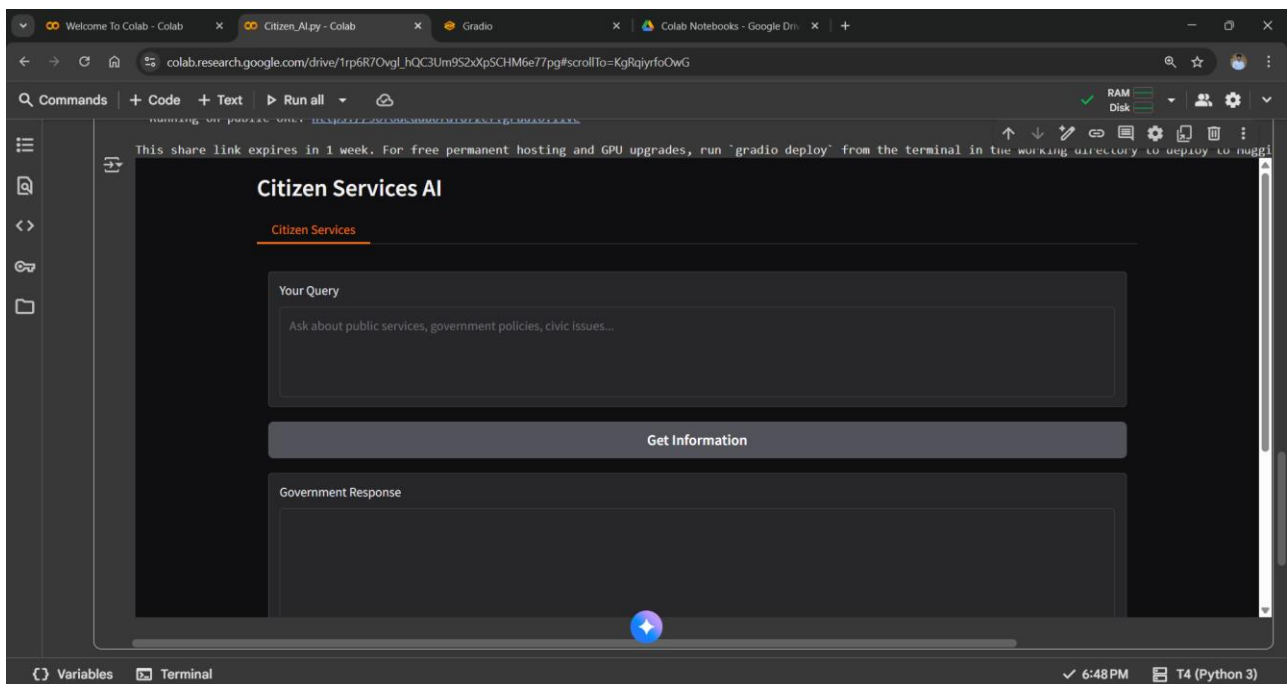 Welcome To Colab - Colab
Citizen_AI.py - Colab
Gradio
Colab Notebooks - Google Driv
colab.research.google.com/drive/1rp6R7Ovgl_hQC3Um9S2xXpSCHM6e77pg#scrollTo=KgRqiyrfoOwG
Commands
+ Code
+ Text
Run all
RAM
Disk
Running on public URL:
This share link expires in 1 week. For free permanent hosting and GPU upgrades, run `gradio deploy` from the terminal in the working directory to deploy to Huggi
Citizen Services AI
Citizen Services
Your Query
Ask about public services, government policies, civic issues...
Get Information
Government Response
Variables
Terminal
6:48 PM
T4 (Python 3)